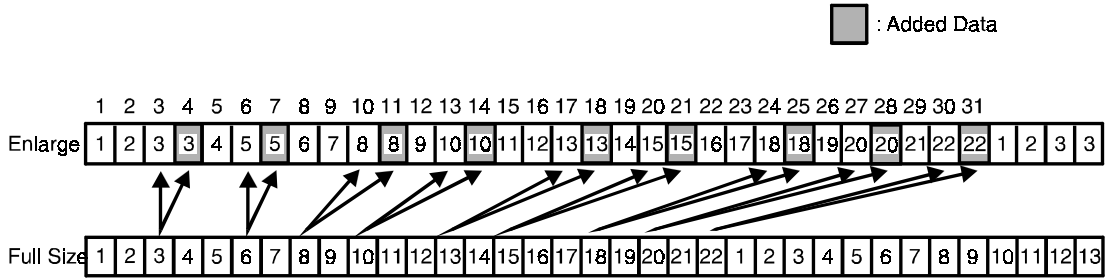 : Added Data
1 2 3 4 5 6 7 8 9 10 11 12 13 14 15 16 17 18 19 20 21 22 23 24 25 26 27 28 29 30 31
Enlarge 1 2 3 3 4 5 5 6 7 8 8 9 10 10 11 12 13 13 14 15 15 16 17 18 18 19 20 20 21 22 22 1 2 3 3
Full Size 1 2 3 4 5 6 7 8 9 10 11 12 13 14 15 16 17 18 19 20 21 22 1 2 3 4 5 6 7 8 9 10 11 12 13